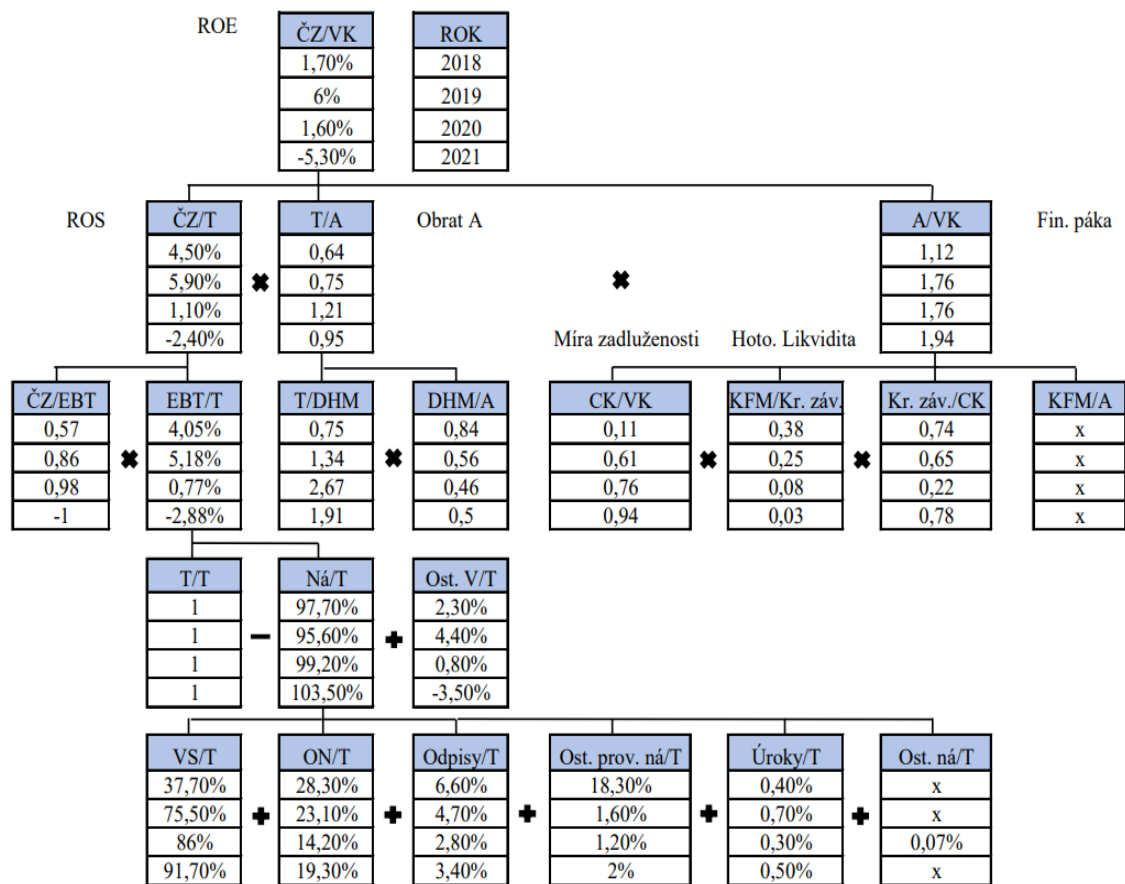 ROE ČZ/VK ROK
1,70% 2018
6% 2019
1,60% 2020
-5,30% 2021
ROS ČZ/T T/A Obrat A A/VK Fin. páka
4,50% 0,64 1,12
5,90% 0,75 1,76
1,10% 1,21 1,76
-2,40% 0,95 1,94
Míra zadluženosti Hoto. Likvidita
ČZ/EBT EBT/T T/DHM DHM/A CK/VK KFM/Kr. záv. Kr. záv./CK KFM/A
0,57 4,05% 0,75 0,84 0,11 0,38 0,74 x
0,86 5,18% 1,34 0,56 0,61 0,25 0,65 x
0,98 0,77% 2,67 0,46 0,76 0,08 0,22 x
-1 -2,88% 1,91 0,5 0,94 0,03 0,78 x
T/T Ná/T Ost. V/T
1 97,70% 2,30%
1 95,60% 4,40%
1 99,20% 0,80%
1 103,50% -3,50%
VS/T ON/T Odpisy/T Ost. prov. ná/T Úroky/T Ost. ná/T
37,70% 28,30% 6,60% 18,30% 0,40% x
75,50% 23,10% 4,70% 1,60% 0,70% x
86% 14,20% 2,80% 1,20% 0,30% 0,07%
91,70% 19,30% 3,40% 2% 0,50% x